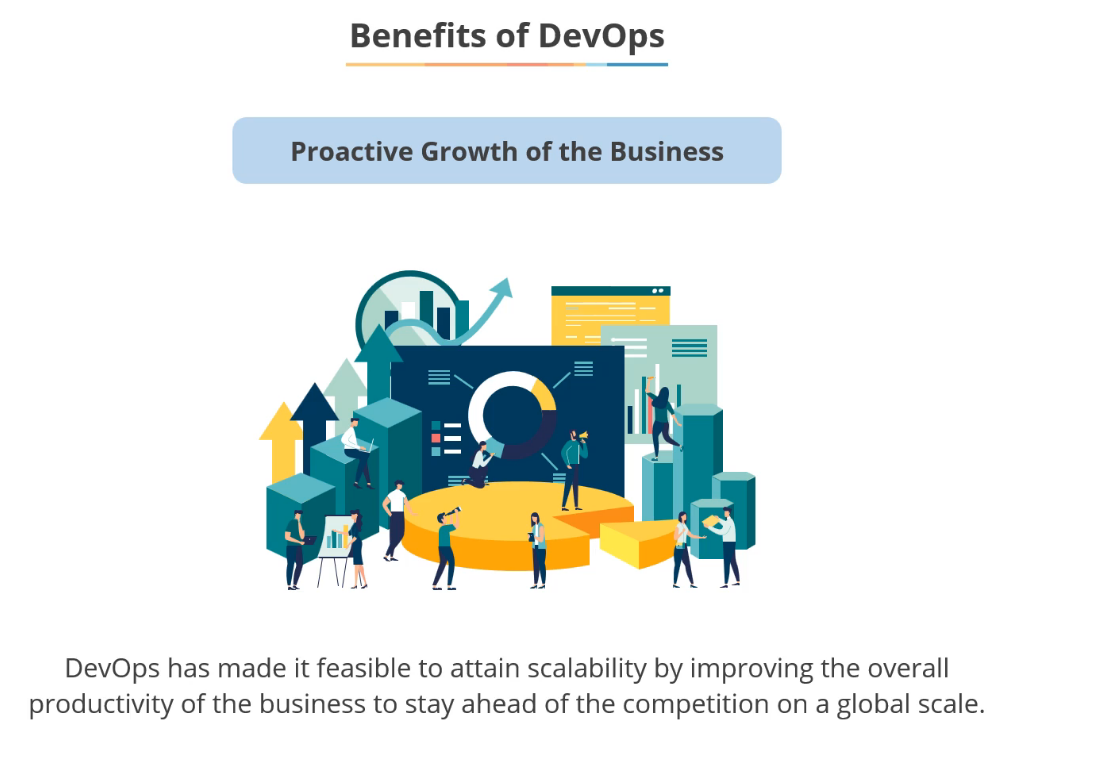 Benefits of DevOps
Proactive Growth of the Business
DevOps has made it feasible to attain scalability by improving the overall
productivity of the business to stay ahead of the competition on a global scale.